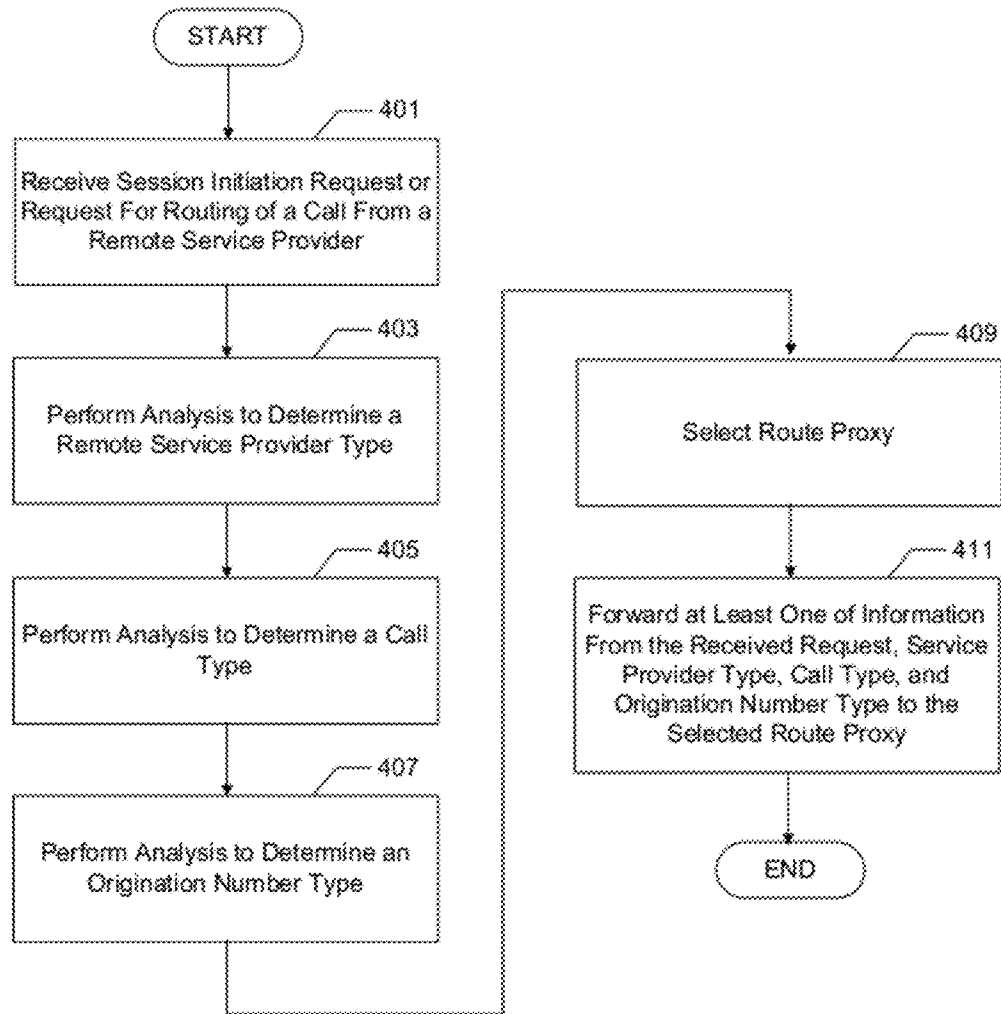 START
401
Receive Session Initiation Request or
Request For Routing of a Call From a
Remote Service Provider
403
Perform Analysis to Determine a
Remote Service Provider Type
405
Perform Analysis to Determine a Call
Type
407
Perform Analysis to Determine an
Origination Number Type
409
Select Route Proxy
411
Forward at Least One of Information
From the Received Request, Service
Provider Type, Call Type, and
Origination Number Type to the
Selected Route Proxy
END